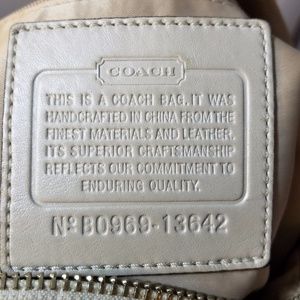 COACH
THIS IS A COACH BAG. IT WAS
HANDCRAFTED IN CHINA FROM THE
FINEST MATERIALS AND LEATHER.
ITS SUPERIOR CRAFTSMANSHIP
REFLECTS OUR COMMITMENT TO
ENDURING QUALITY.
Nº B0969-13642